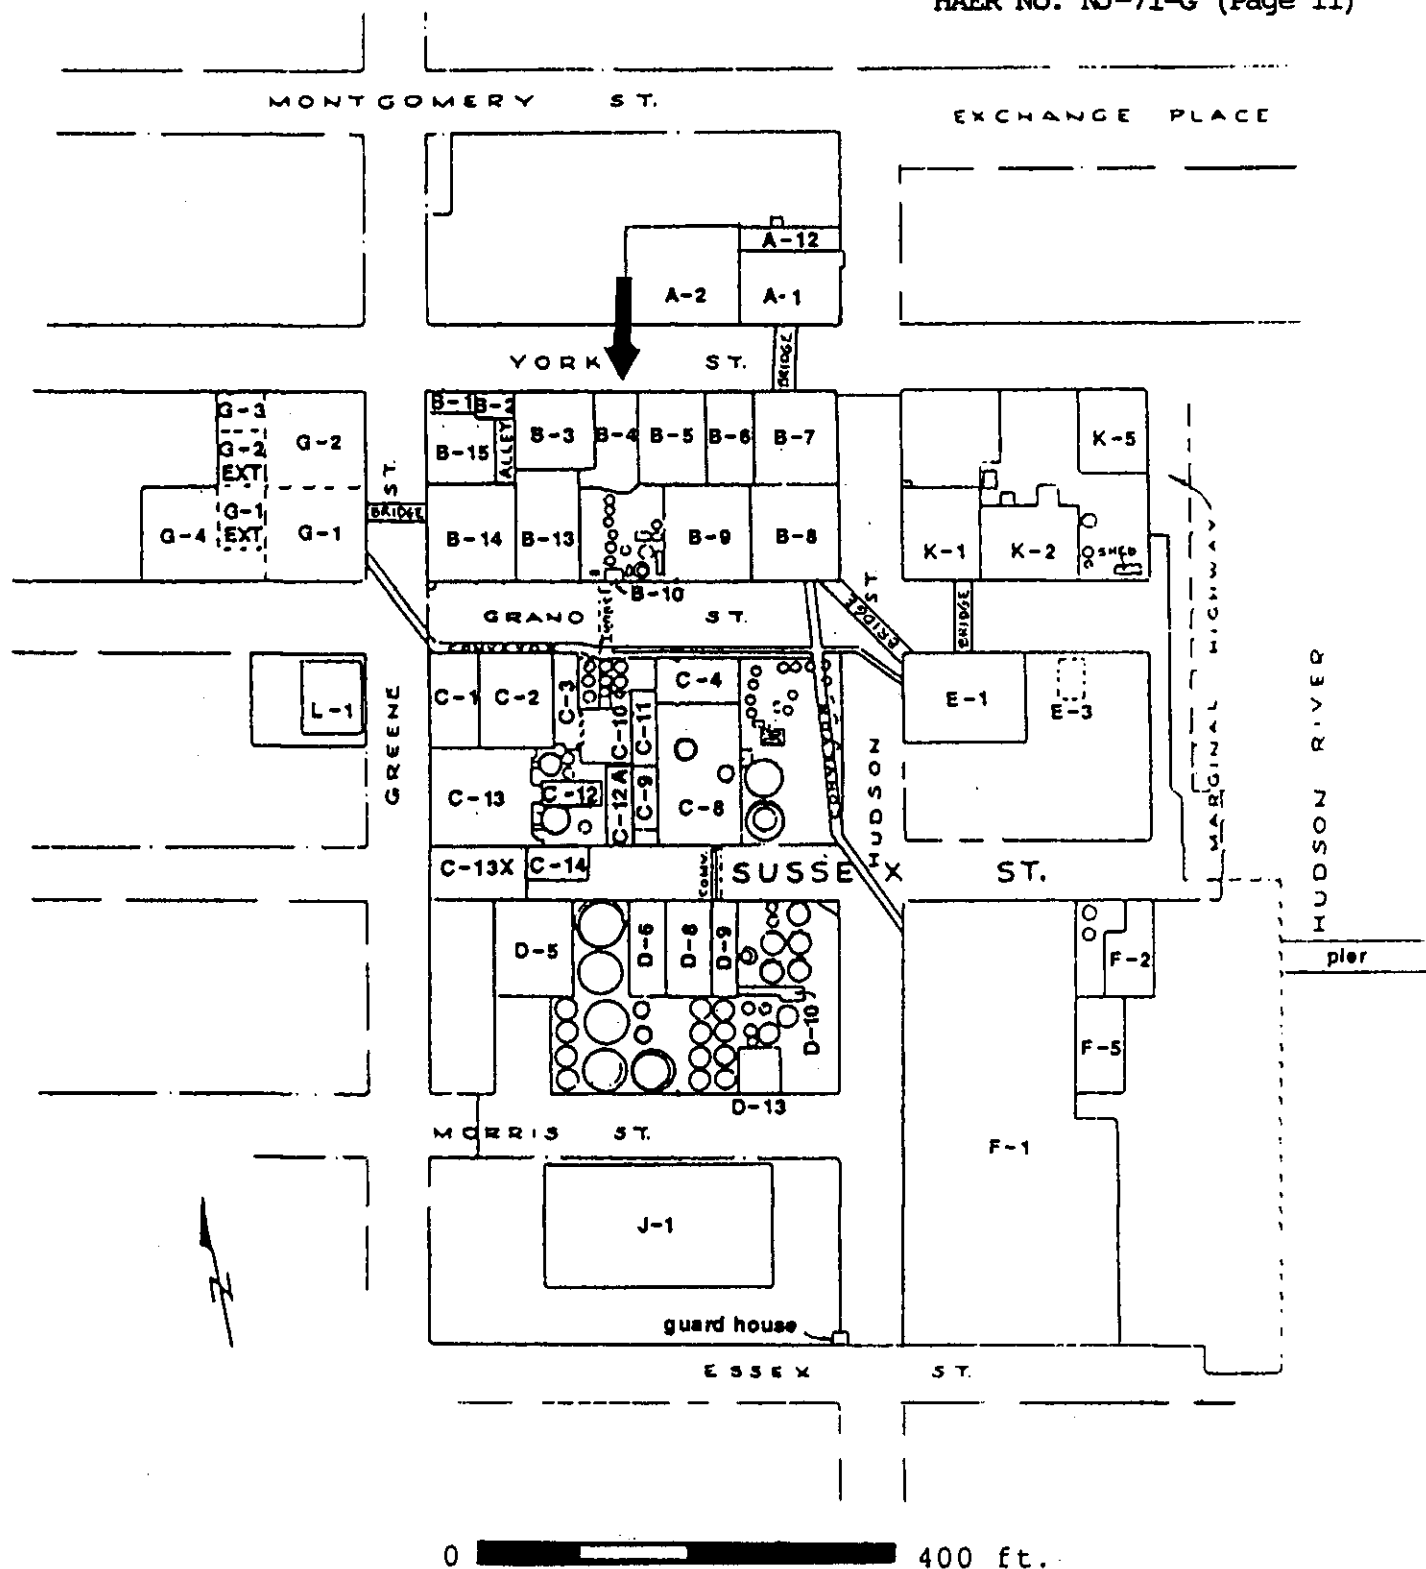 HAER No. NJ-71-G (Page 11)
MONTGOMERY ST.
EXCHANGE PLACE
A-12
A-2
A-1
YORK ST.
BRIDGE
B-1
B-2
B-3
B-4
B-5
B-6
B-7
B-15
ALLEY
G-3
G-2
G-2
EXT
K-5
ST.
BRIDGE
G-4
G-1
EXT
G-1
B-14
B-13
B-9
B-8
K-1
K-2
SHED
B-10
GRAND ST.
BRIDGE
ST.
BRIDGE
MARGINAL HIGHWAY
HUDSON RIVER
L-1
GREENE
C-1
C-2
C-3
C-10
C-11
C-4
E-1
E-3
HUDSON
C-13
C-12
C-12A
C-9
C-8
C-13X
C-14
CONV.
SUSSEX ST.
D-5
D-6
D-8
D-9
D-10
F-2
pier
F-5
D-13
MORRIS ST.
F-1
J-1
N
guard house
ESSEX ST.
0 400 ft.